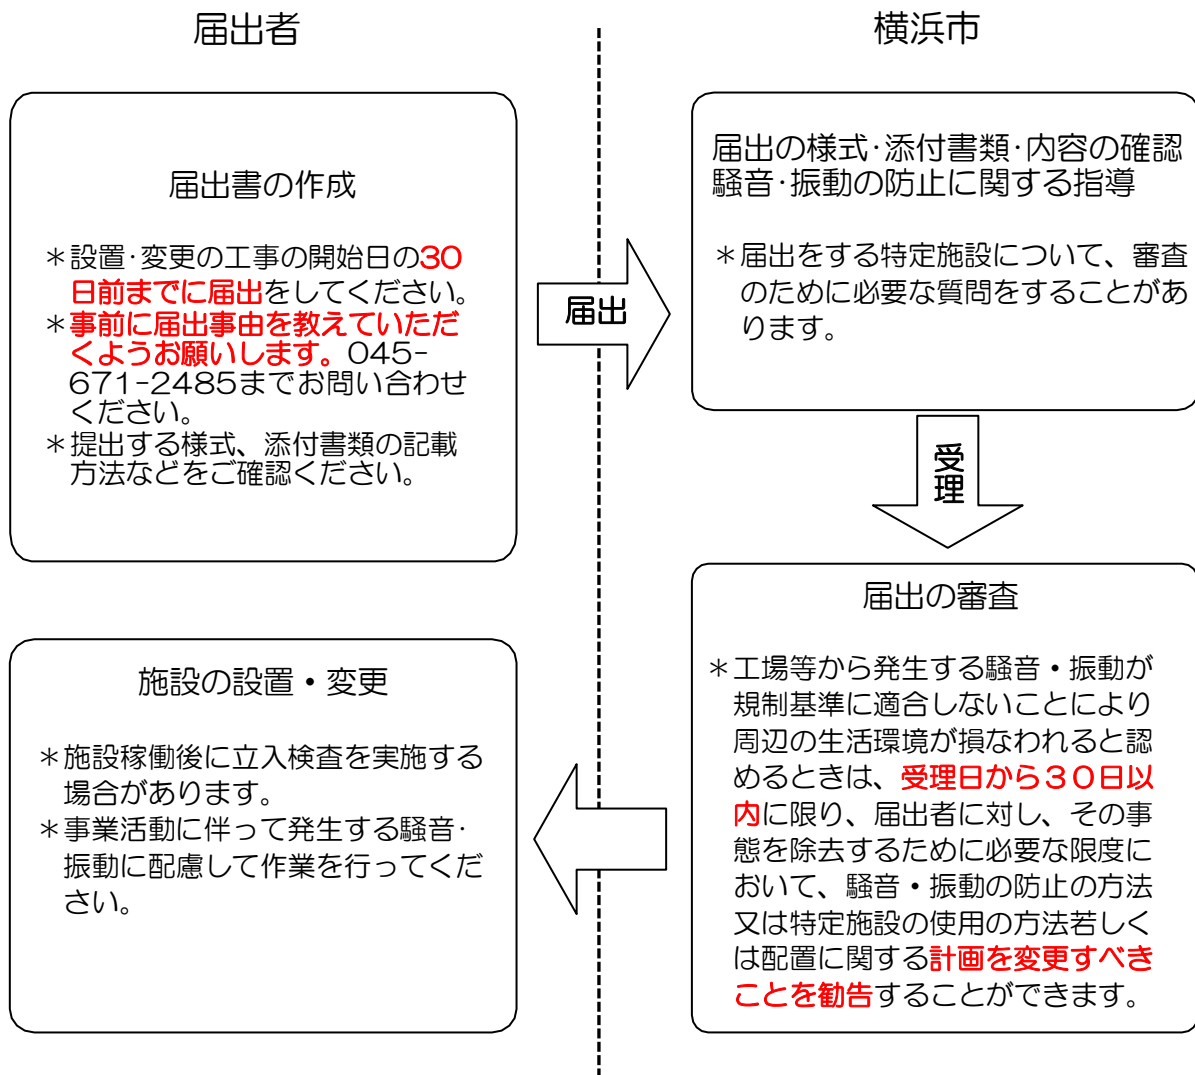 届出者
横浜市
届出書の作成
＊設置･変更の工事の開始日の30
日前までに届出をしてください。
＊事前に届出事由を教えていただ
くようお願いします。045-
671-2485までお問い合わせ
ください。
＊提出する様式、添付書類の記載
方法などをご確認ください。
届出
届出の様式･添付書類･内容の確認
騒音･振動の防止に関する指導
＊届出をする特定施設について、審査
のために必要な質問をすることがあ
ります。
受
理
届出の審査
＊工場等から発生する騒音・振動が
規制基準に適合しないことにより
周辺の生活環境が損なわれると認
めるときは、受理日から３０日以
内に限り、届出者に対し、その事
態を除去するために必要な限度に
おいて、騒音・振動の防止の方法
又は特定施設の使用の方法若しく
は配置に関する計画を変更すべき
ことを勧告することができます。
施設の設置・変更
＊施設稼働後に立入検査を実施する
場合があります。
＊事業活動に伴って発生する騒音･
振動に配慮して作業を行ってくだ
さい。